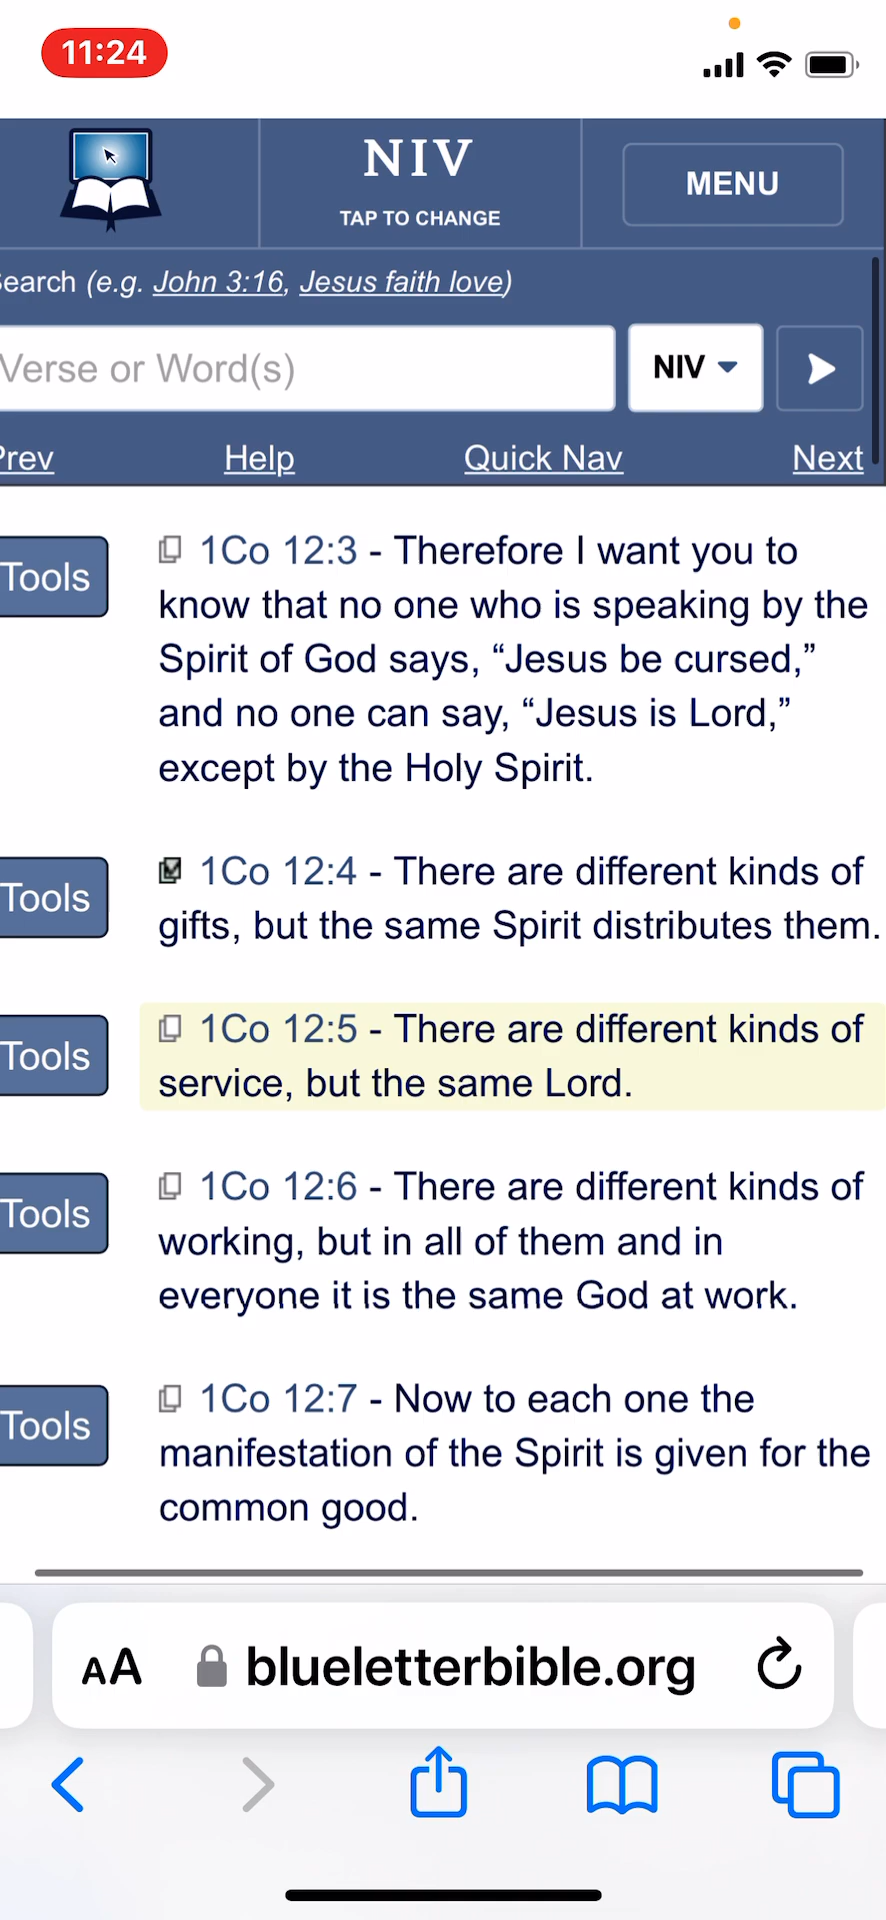 11:24
NIV
TAP TO CHANGE
MENU
earch (e.g. John 3:16, Jesus faith love)
Verse or Word(s)
NIV
Prev
Help
Quick Nav
Next
Tools
1Co 12:3 - Therefore I want you to
know that no one who is speaking by the
Spirit of God says, “Jesus be cursed,”
and no one can say, “Jesus is Lord,”
except by the Holy Spirit.
Tools
1Co 12:4 - There are different kinds of
gifts, but the same Spirit distributes them.
Tools
1Co 12:5 - There are different kinds of
service, but the same Lord.
Tools
1Co 12:6 - There are different kinds of
working, but in all of them and in
everyone it is the same God at work.
Tools
1Co 12:7 - Now to each one the
manifestation of the Spirit is given for the
common good.
AA blueletterbible.org